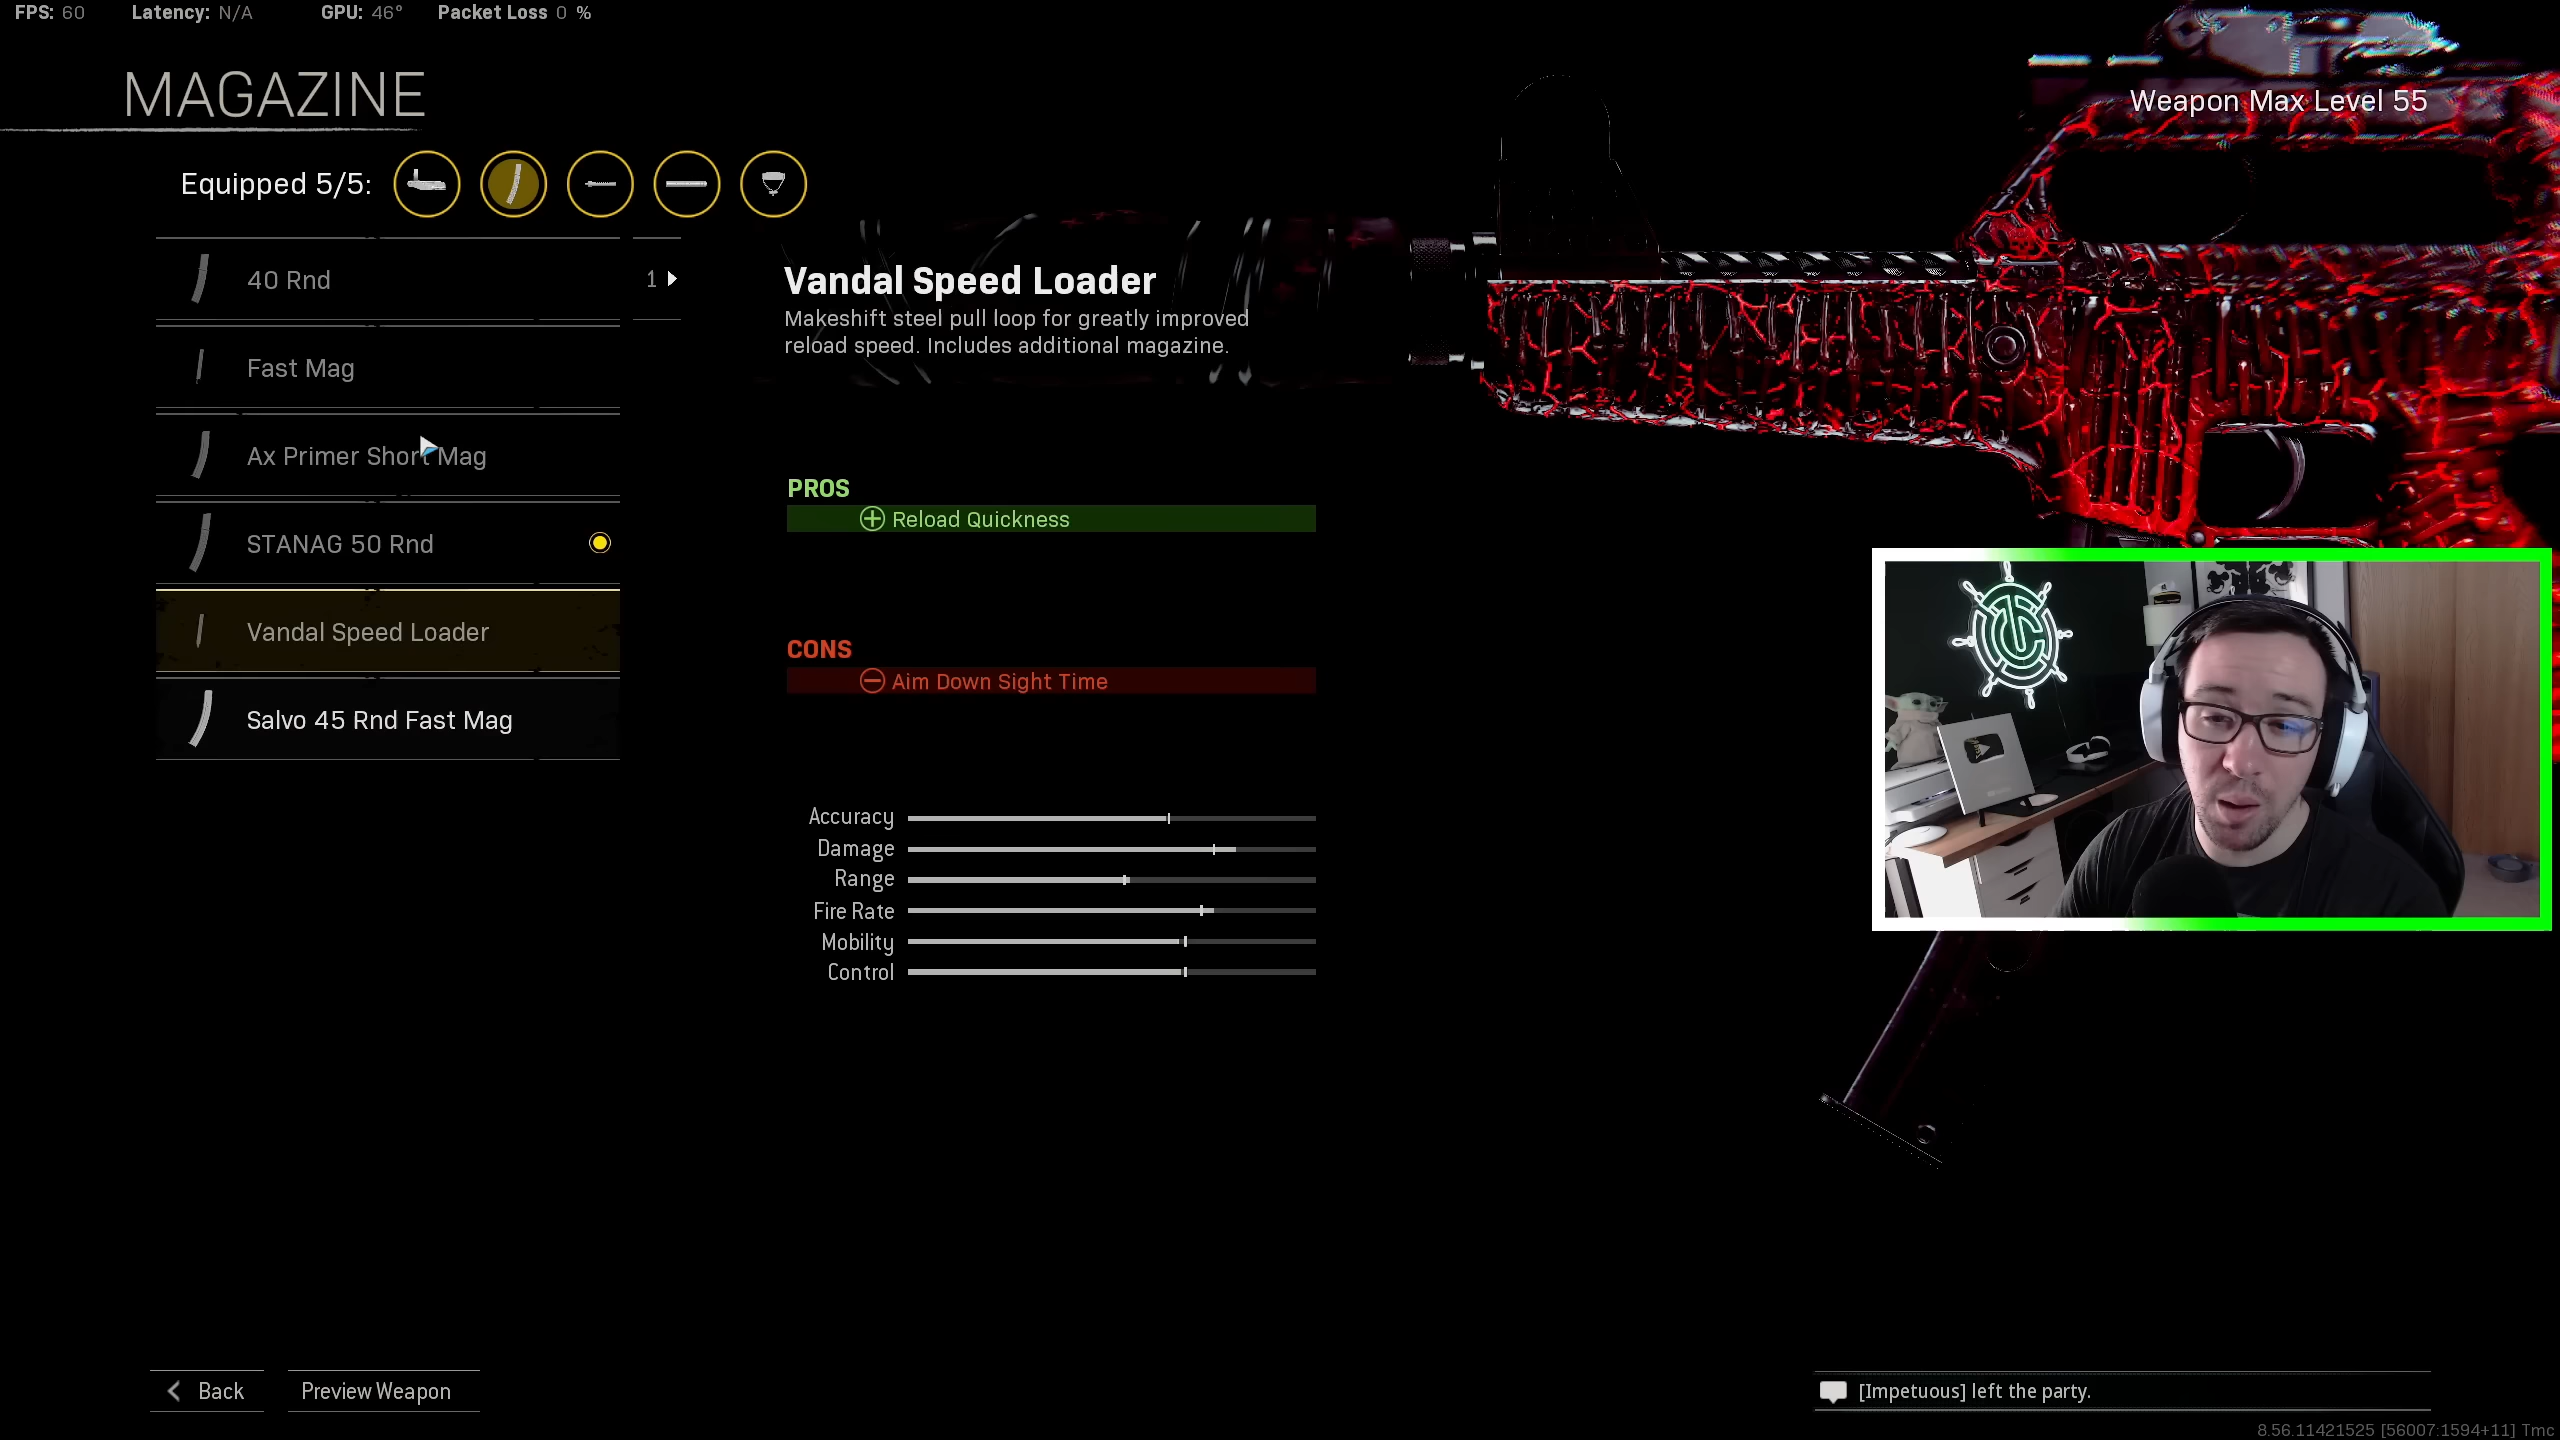 FPS: 60 Latency: N/A GPU: 46° Packet Loss 0 %
MAGAZINE
Weapon Max Level 55
Equipped 5/5:
40 Rnd
1
Fast Mag
Ax Primer Short Mag
STANAG 50 Rnd
Vandal Speed Loader
Salvo 45 Rnd Fast Mag
Vandal Speed Loader
Makeshift steel pull loop for greatly improved
reload speed. Includes additional magazine.
PROS
Reload Quickness
CONS
Aim Down Sight Time
Accuracy
Damage
Range
Fire Rate
Mobility
Control
Back
Preview Weapon
[Impetuous] left the party.
8.56.11421525 [56007:1594+11] Tmc